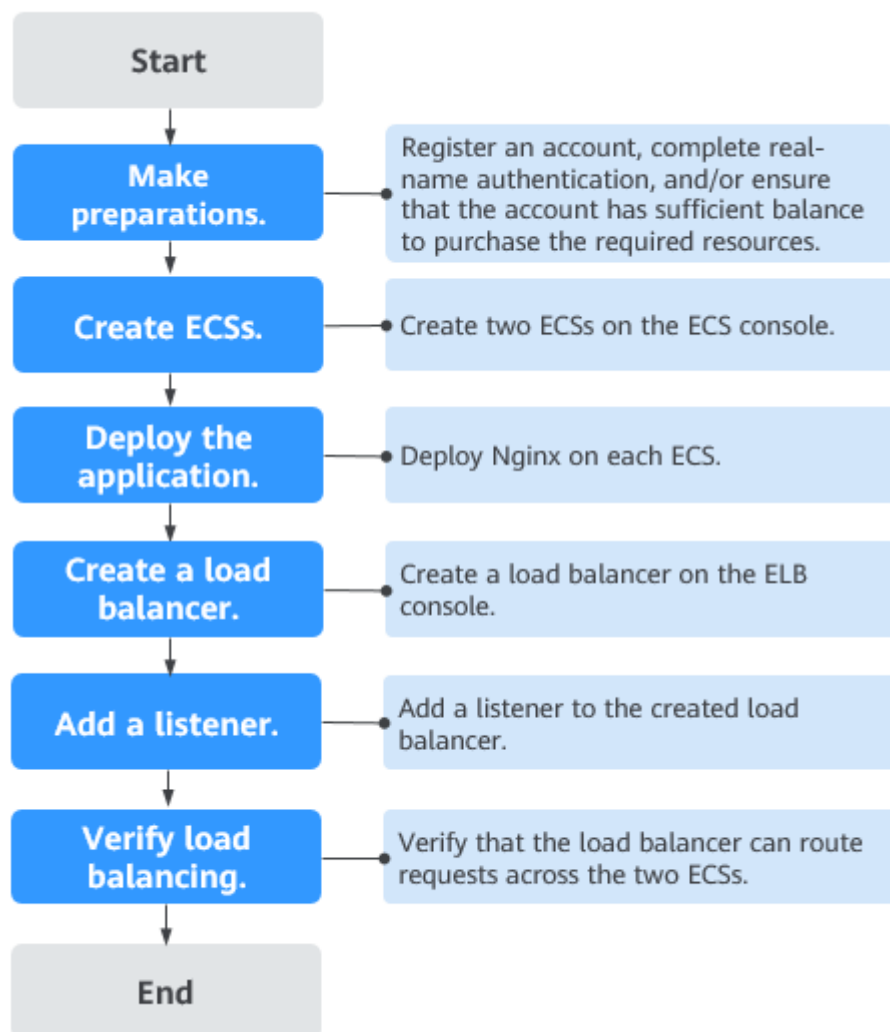 Start
Make
preparations.
Register an account, complete real-
name authentication, and/or ensure
that the account has sufficient balance
to purchase the required resources.
Create ECSs.
Create two ECSs on the ECS console.
Deploy the
application.
Deploy Nginx on each ECS.
Create a load
balancer.
Create a load balancer on the ELB
console.
Add a listener.
Add a listener to the created load
balancer.
Verify load
balancing.
Verify that the load balancer can route
requests across the two ECSs.
End